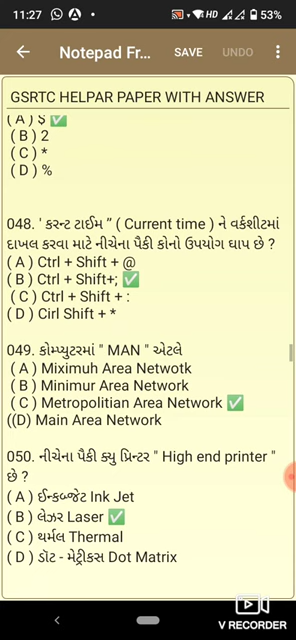 11:27
HD
53%
Notepad Fr...
SAVE
UNDO
GSRTC HELPAR PAPER WITH ANSWER
( A ) $ ✅
( B ) 2
( C ) *
( D ) %
048. ' કરન્ટ ટાઈમ " ( Current time ) ને વર્કશીટમાં
દાખલ કરવા માટે નીચેના પૈકી કોનો ઉપયોગ ઘાપ છે ?
( A ) Ctrl + Shift + @
( B ) Ctrl + Shift+; ✅
( C ) Ctrl + Shift + :
( D ) Cirl Shift + *
049. કોમ્પ્યુટરમાં " MAN " એટલે
( A ) Miximuh Area Netwotk
( B ) Minimur Area Network
( C ) Metropolitian Area Network ✅
((D) Main Area Network
050. નીચેના પૈકી ક્યુ પ્રિન્ટર " High end printer "
છે ?
( A ) ઈન્કબ્જેટ Ink Jet
( B ) લેઝર Laser ✅
( C ) થર્મલ Thermal
( D ) ડૉટ - મેટ્રીકસ Dot Matrix
V RECORDER